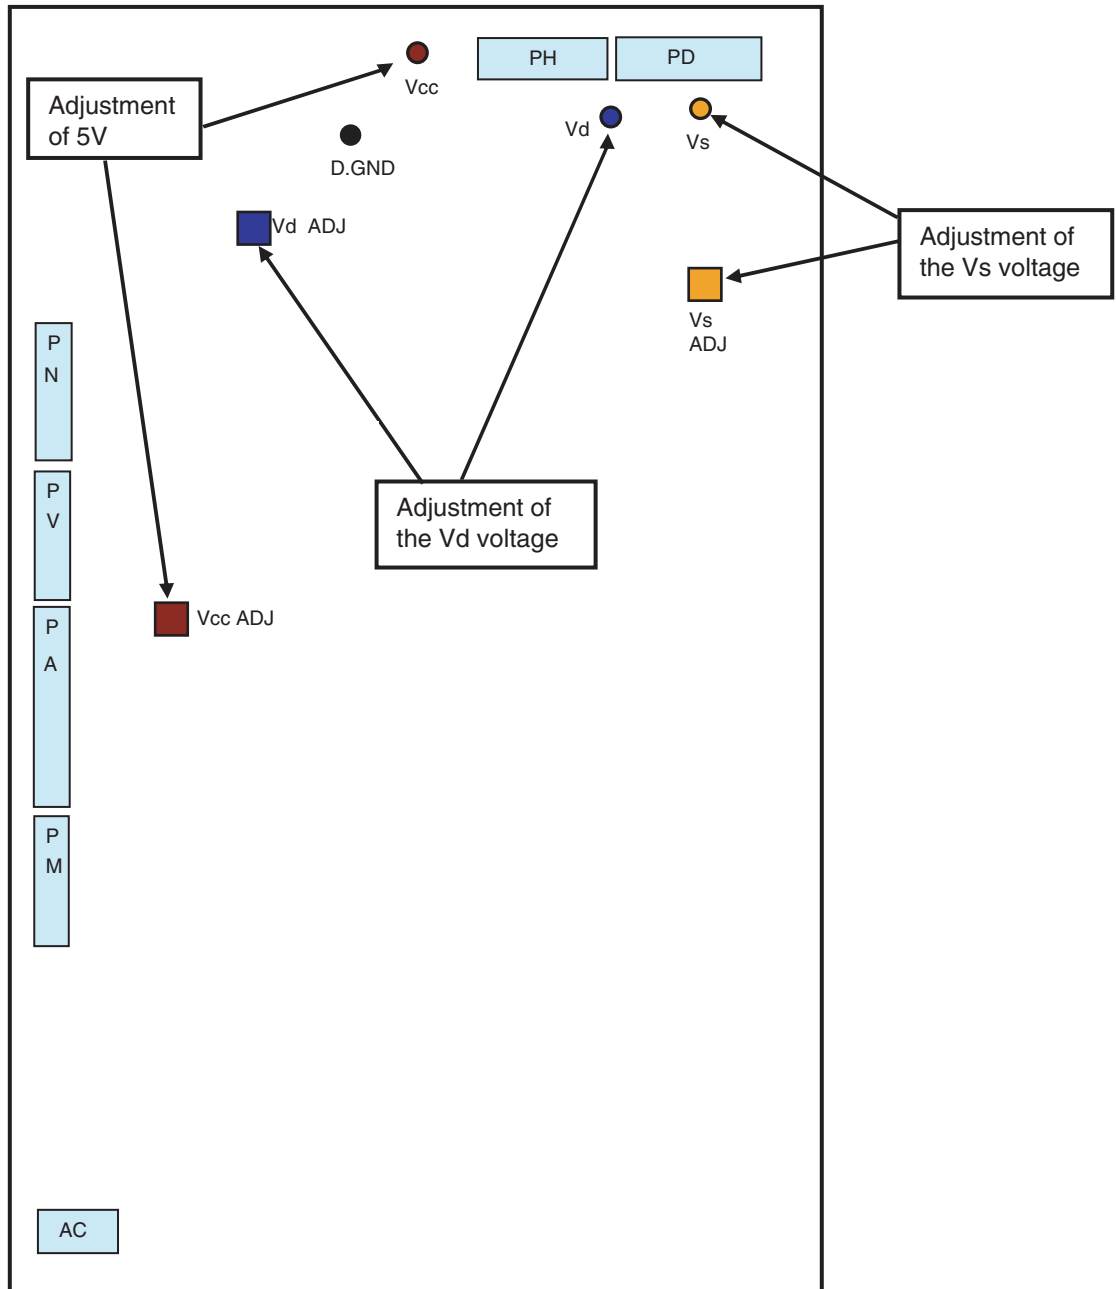 PH
PD
Vcc
Adjustment
of 5V
Vd
Vs
D.GND
Vd ADJ
Adjustment of
the Vs voltage
Vs
ADJ
P
N
P
V
Adjustment of
the Vd voltage
Vcc ADJ
P
A
P
M
AC